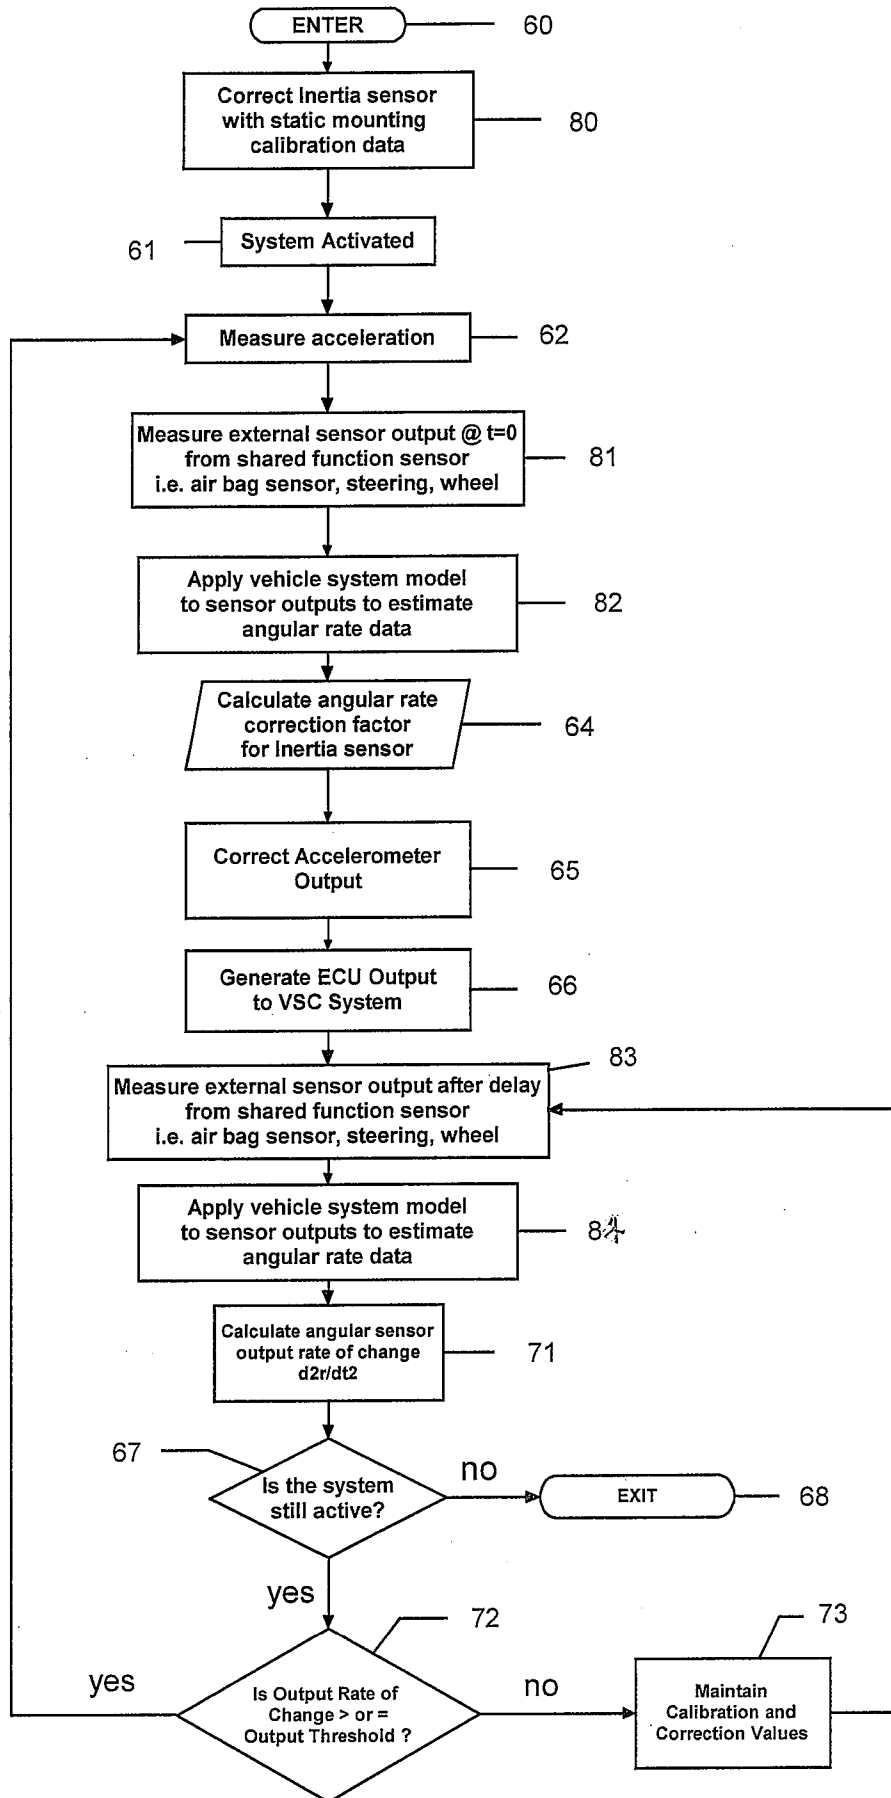 ENTER
60
Correct Inertia sensor
with static mounting
calibration data
80
61
System Activated
Measure acceleration
62
Measure external sensor output @ t=0
from shared function sensor
i.e. air bag sensor, steering, wheel
81
Apply vehicle system model
to sensor outputs to estimate
angular rate data
82
Calculate angular rate
correction factor
for Inertia sensor
64
Correct Accelerometer
Output
65
Generate ECU Output
to VSC System
66
83
Measure external sensor output after delay
from shared function sensor
i.e. air bag sensor, steering, wheel
Apply vehicle system model
to sensor outputs to estimate
angular rate data
84
Calculate angular sensor
output rate of change
d2r/dt2
71
67
Is the system
still active?
no
EXIT
68
yes
72
73
yes
Is Output Rate of
Change > or =
Output Threshold ?
no
Maintain
Calibration and
Correction Values